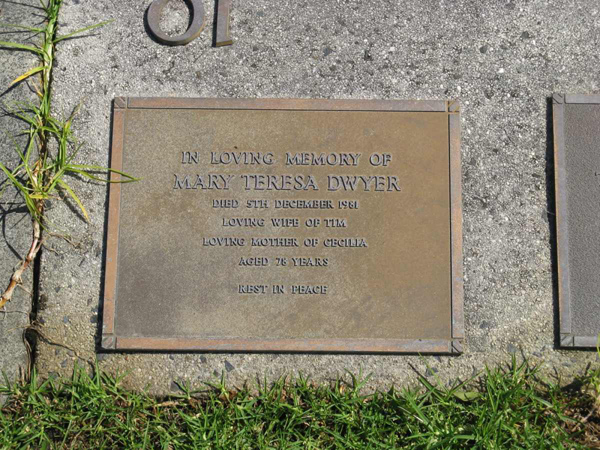 10
IN LOVING MEMORY OF
MARY TERESA DWYER
DIED 5TH DECEMBER 1981
LOVING WIFE OF TIM
LOVING MOTHER OF CECILIA
AGED 78 YEARS
REST IN PEACE